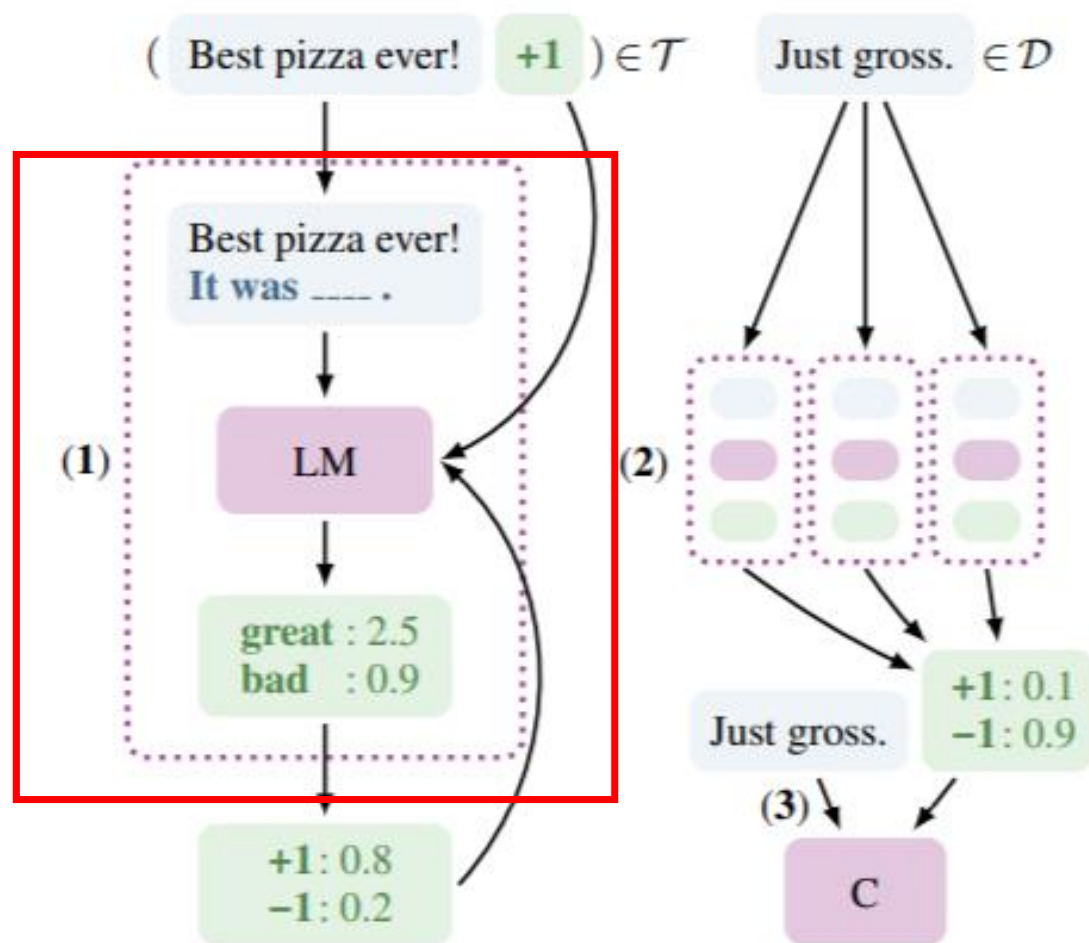 ( Best pizza ever! +1 ) ∈ 𝒯
Just gross. ∈ 𝒟
Best pizza ever!
It was ____ .
(1)
LM
great : 2.5
bad : 0.9
+1 : 0.8
−1 : 0.2
(2)
+1 : 0.1
−1 : 0.9
Just gross.
(3)
C